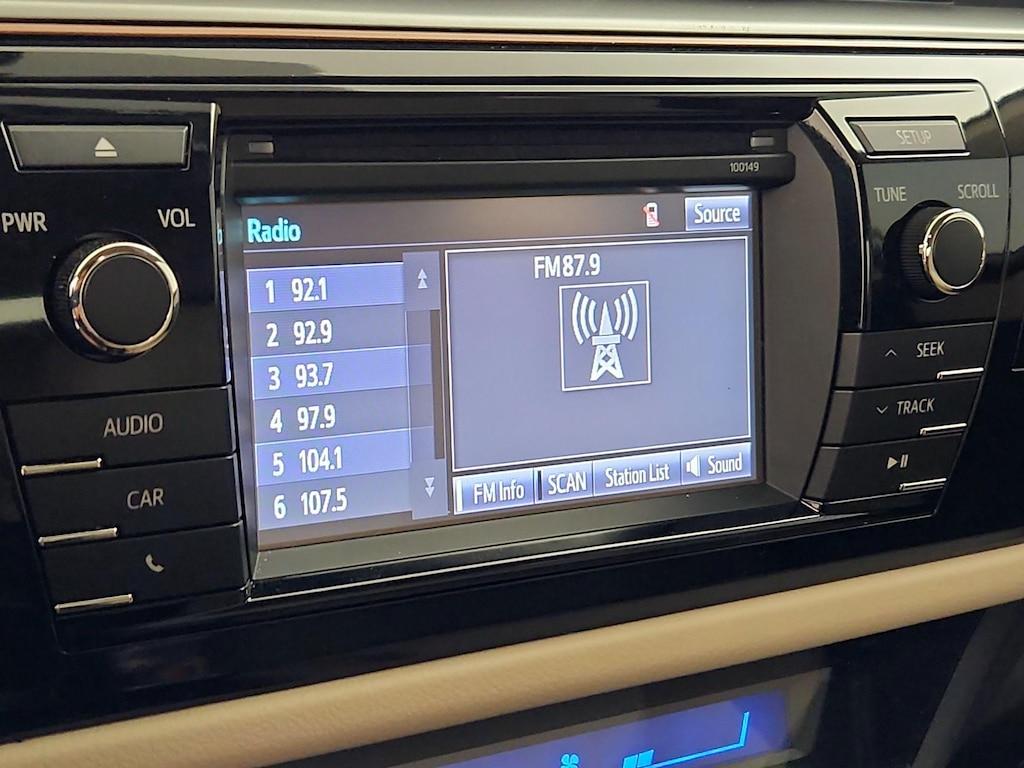 SETUP
100149
PWR
VOL
TUNE
SCROLL
Radio
Source
FM87.9
1 92.1
2 92.9
3 93.7
4 97.9
5 104.1
6 107.5
FM Info
SCAN
Station List
Sound
AUDIO
CAR
SEEK
TRACK